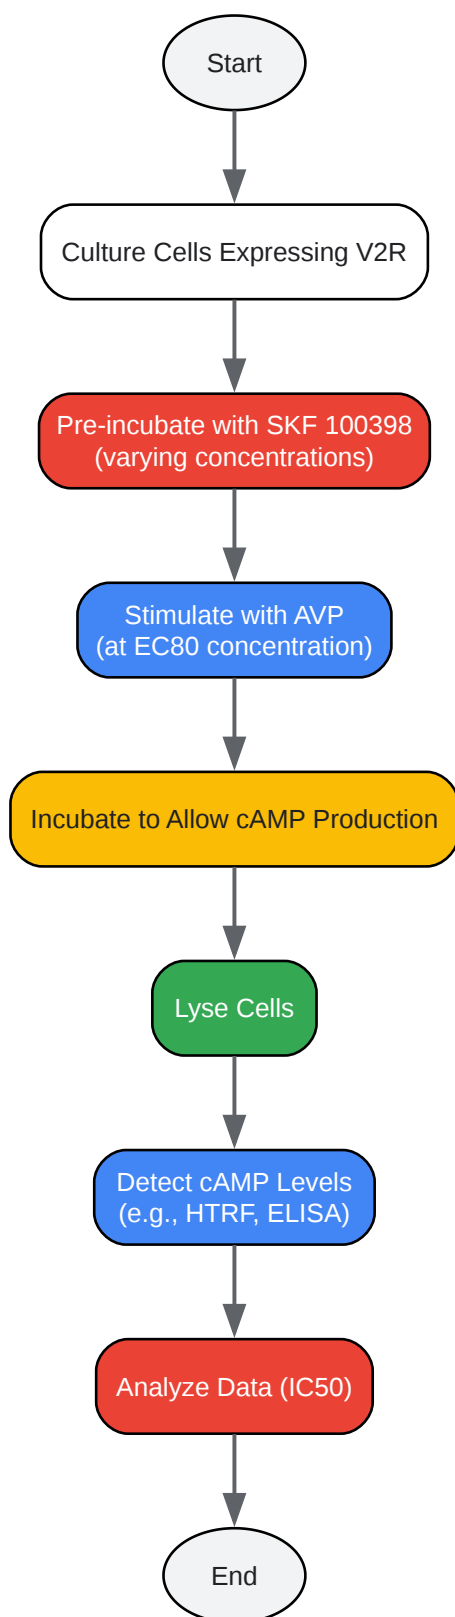 Start
Culture Cells Expressing V2R
Pre-incubate with SKF 100398
(varying concentrations)
Stimulate with AVP
(at EC80 concentration)
Incubate to Allow cAMP Production
Lyse Cells
Detect cAMP Levels
(e.g., HTRF, ELISA)
Analyze Data (IC50)
End